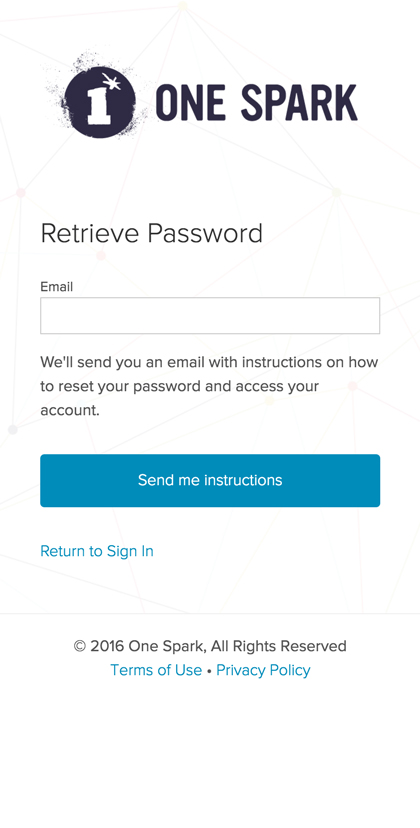 1 ONE SPARK
Retrieve Password
Email
We'll send you an email with instructions on how
to reset your password and access your
account.
Send me instructions
Return to Sign In
© 2016 One Spark, All Rights Reserved
Terms of Use • Privacy Policy